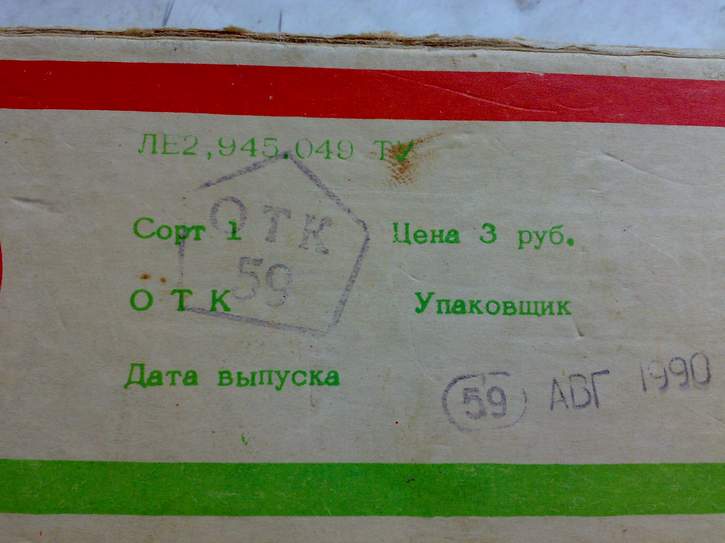 ЛЕ2,945.049 ТУ
ОТК
59
Сорт 1
Цена 3 руб.
О Т К
Упаковщик
Дата выпуска
59 АВГ 1990